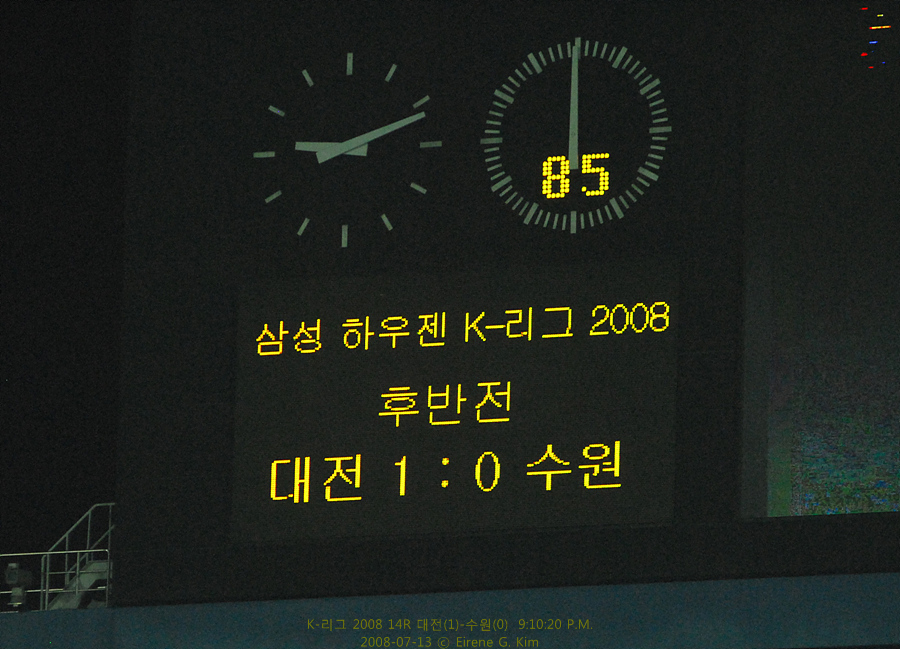 85
삼성 하우젠 K-리그 2008
후반전
대전 1 : 0 수원
K-리그 2008 14R 대전(1)-수원(0) 9:10:20 P.M.
2008-07-13 ⓒ Eirene G. Kim